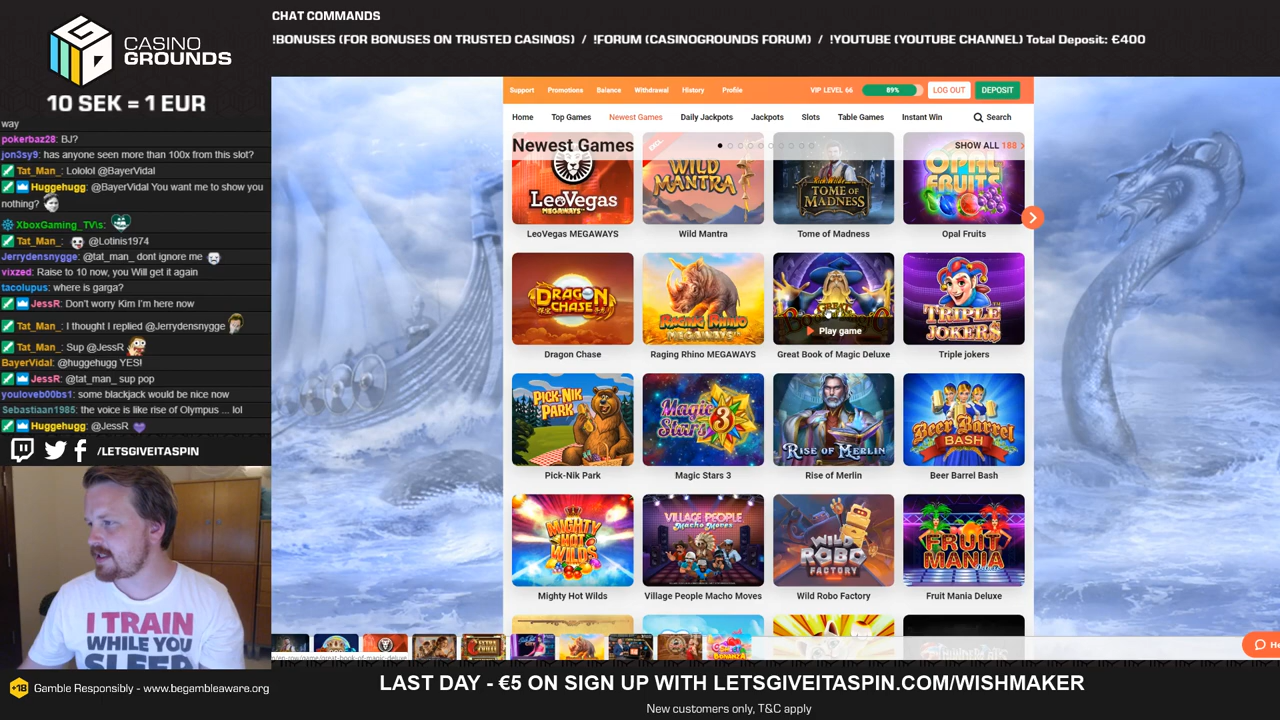 CASINO
GROUNDS
10 SEK = 1 EUR
CHAT COMMANDS
!BONUSES (FOR BONUSES ON TRUSTED CASINOS) / !FORUM (CASINOGROUNDS FORUM) / !YOUTUBE (YOUTUBE CHANNEL) Total Deposit: €400
way
pokerbaz28: BJ?
jon3sy9: has anyone seen more than 100x from this slot?
Tat_Man_: Lololol @BayerVidal
Huggehugg: @BayerVidal You want me to show you
nothing?
XboxGaming_TV\s:
Tat_Man_: @Lotinis1974
Jerrydensnygge: @tat_man_ dont ignore me
vixzed: Raise to 10 now, you Will get it again
tacolupus: where is garga?
JessR: Don't worry Kim I'm here now
Tat_Man_: I thought I replied @Jerrydensnygge
Tat_Man_: Sup @JessR
BayerVidal: @huggehugg YES!
JessR: @tat_man_ sup pop
youloveb00bs1: some blackjack would be nice now
Sebastiaan1985: the voice is like rise of Olympus ... lol
Huggehugg: @JessR
/LETSGIVEITASPIN
I TRAIN
WHILE YOU
SLEEP
+18 Gamble Responsibly - www.begambleaware.org
Support Promotions Balance Withdrawal History Profile VIP LEVEL 66 89% LOG OUT DEPOSIT
Home Top Games Newest Games Daily Jackpots Jackpots Slots Table Games Instant Win Search
Newest Games SHOW ALL 188
LeoVegas
MEGAWAYS
WILD
MANTRA
TOME OF
MADNESS
OPAL
FRUITS
LeoVegas MEGAWAYS Wild Mantra Tome of Madness Opal Fruits
DRAGON
CHASE
RAGING RHINO
MEGAWAYS
GREAT
Play game
TRIPLE
JOKERS
Dragon Chase Raging Rhino MEGAWAYS Great Book of Magic Deluxe Triple jokers
PICK-NIK
PARK
Magic
Stars 3
RISE OF MERLIN
Beer Barrel
BASH
Pick-Nik Park Magic Stars 3 Rise of Merlin Beer Barrel Bash
MIGHTY
HOT
WILDS
VILLAGE PEOPLE
Macho Moves
WILD
ROBO
FACTORY
FRUIT
MANIA
Mighty Hot Wilds Village People Macho Moves Wild Robo Factory Fruit Mania Deluxe
BONANZA
He
LAST DAY - €5 ON SIGN UP WITH LETSGIVEITASPIN.COM/WISHMAKER
New customers only, T&C apply